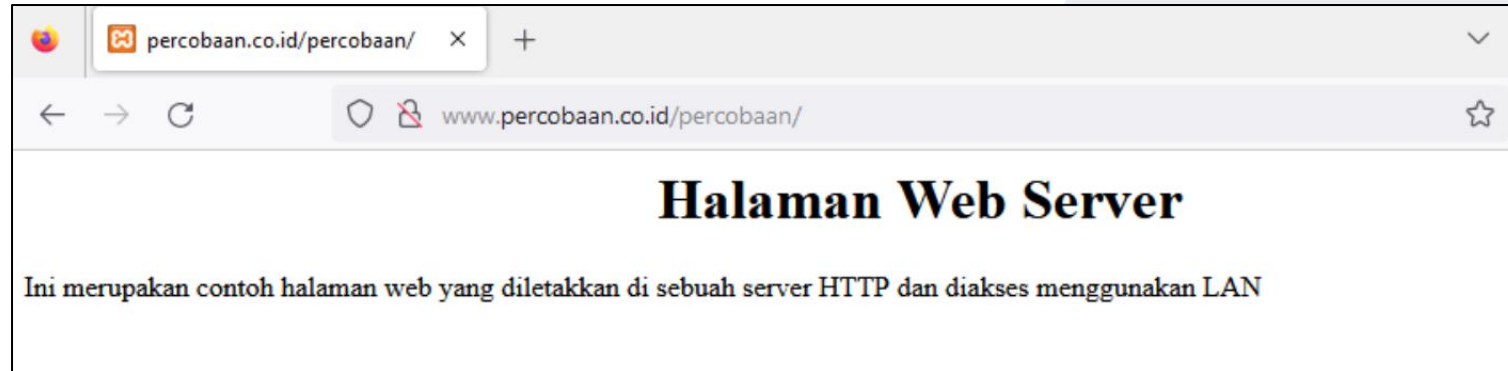 percobaan.co.id/percobaan/
www.percobaan.co.id/percobaan/
Halaman Web Server
Ini merupakan contoh halaman web yang diletakkan di sebuah server HTTP dan diakses menggunakan LAN